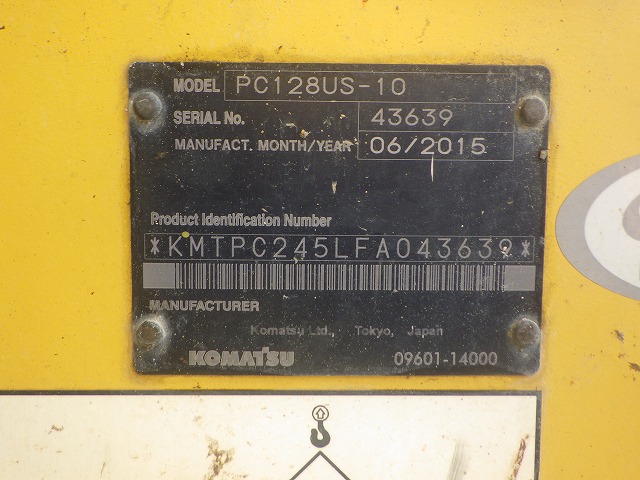 MODEL PC128US-10
SERIAL No. 43639
MANUFACT. MONTH/YEAR 06/2015
Product Identification Number
*KMTPC245LFA043639*
MANUFACTURER
Komatsu Ltd., Tokyo, Japan
KOMATSU 09601-14000